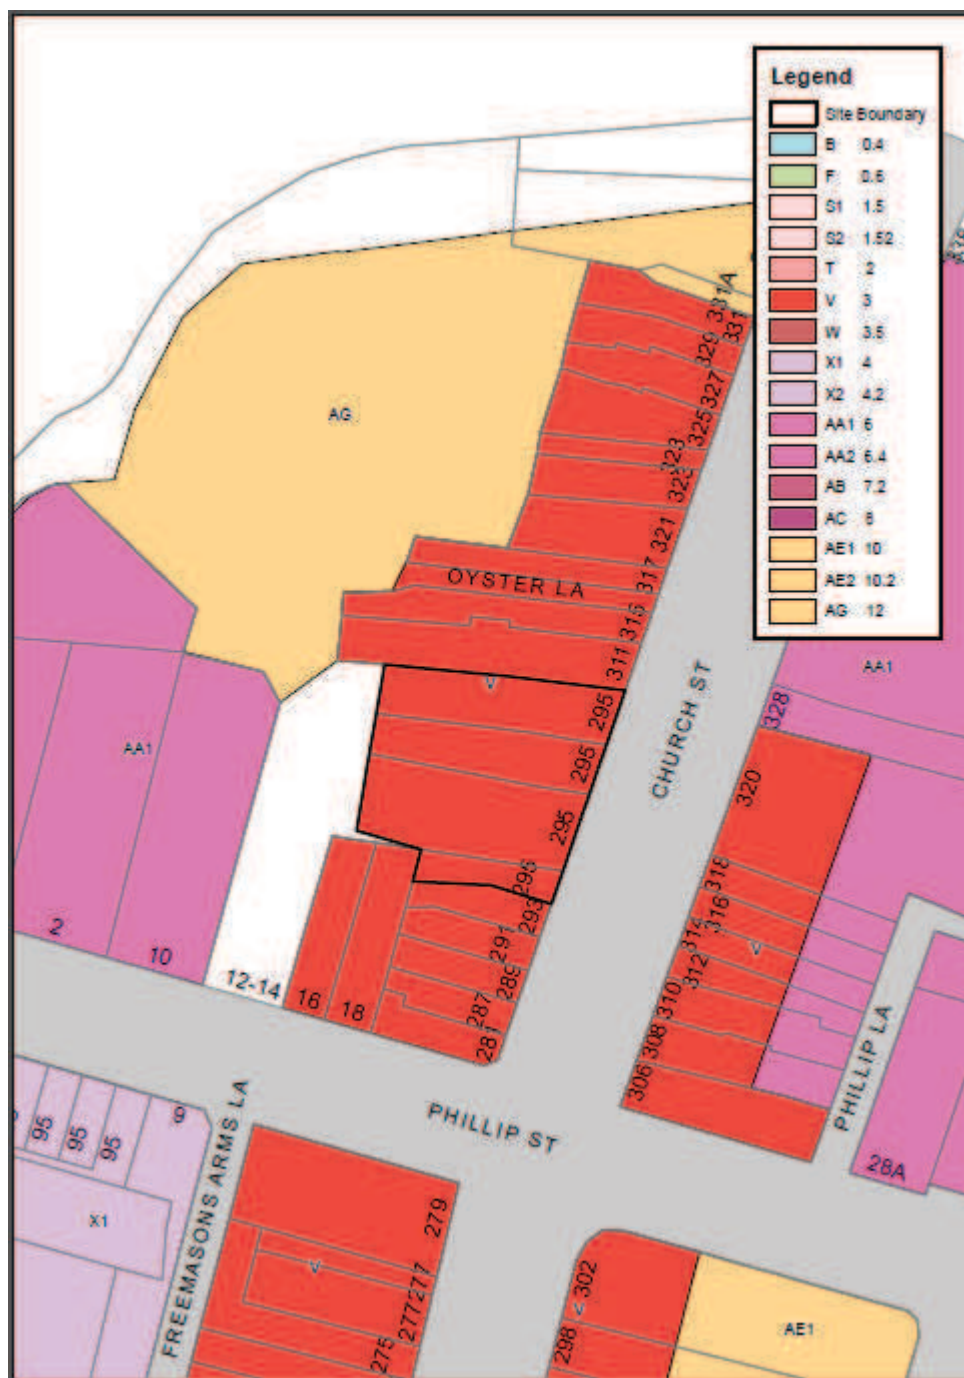 Legend
Site Boundary
B 0.4
F 0.6
S1 1.5
S2 1.52
T 2
V 3
W 3.5
X1 4
X2 4.2
AA1 6
AA2 6.4
AB 7.2
AC 8
AE1 10
AE2 10.2
AG 12
331A
331
329
327
AG
325
323
323
321
OYSTER LA
317
315
311
AA1
V
295
328
CHURCH ST
AA1
295
320
295
295
318
293
316
291
314
V
312
2
10
12-14
289
16
18
287
310
281
308
306
PHILLIP LA
9
95
95
95
PHILLIP ST
28A
FREEMASONS ARMS LA
X1
279
V
277
277
302
V
AE1
275
298